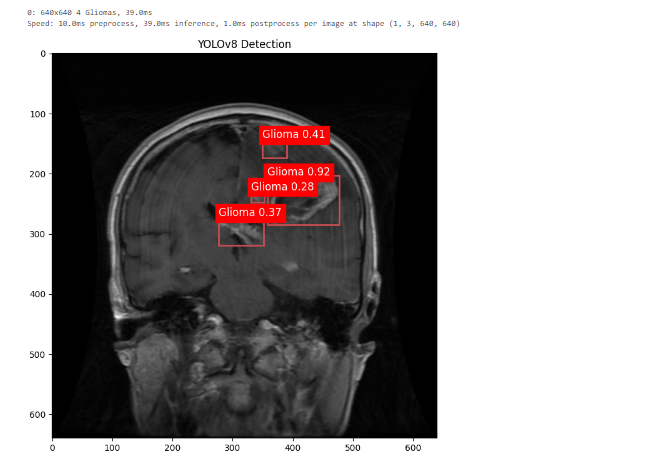 0: 640x640 4 Gliomas, 39.0ms
Speed: 10.0ms preprocess, 39.0ms inference, 1.0ms postprocess per image at shape (1, 3, 640, 640)
YOLOv8 Detection
0
100
Glioma 0.41
Glioma 0.92
200
Glioma 0.28
Glioma 0.37
300
400
500
600
0 100 200 300 400 500 600